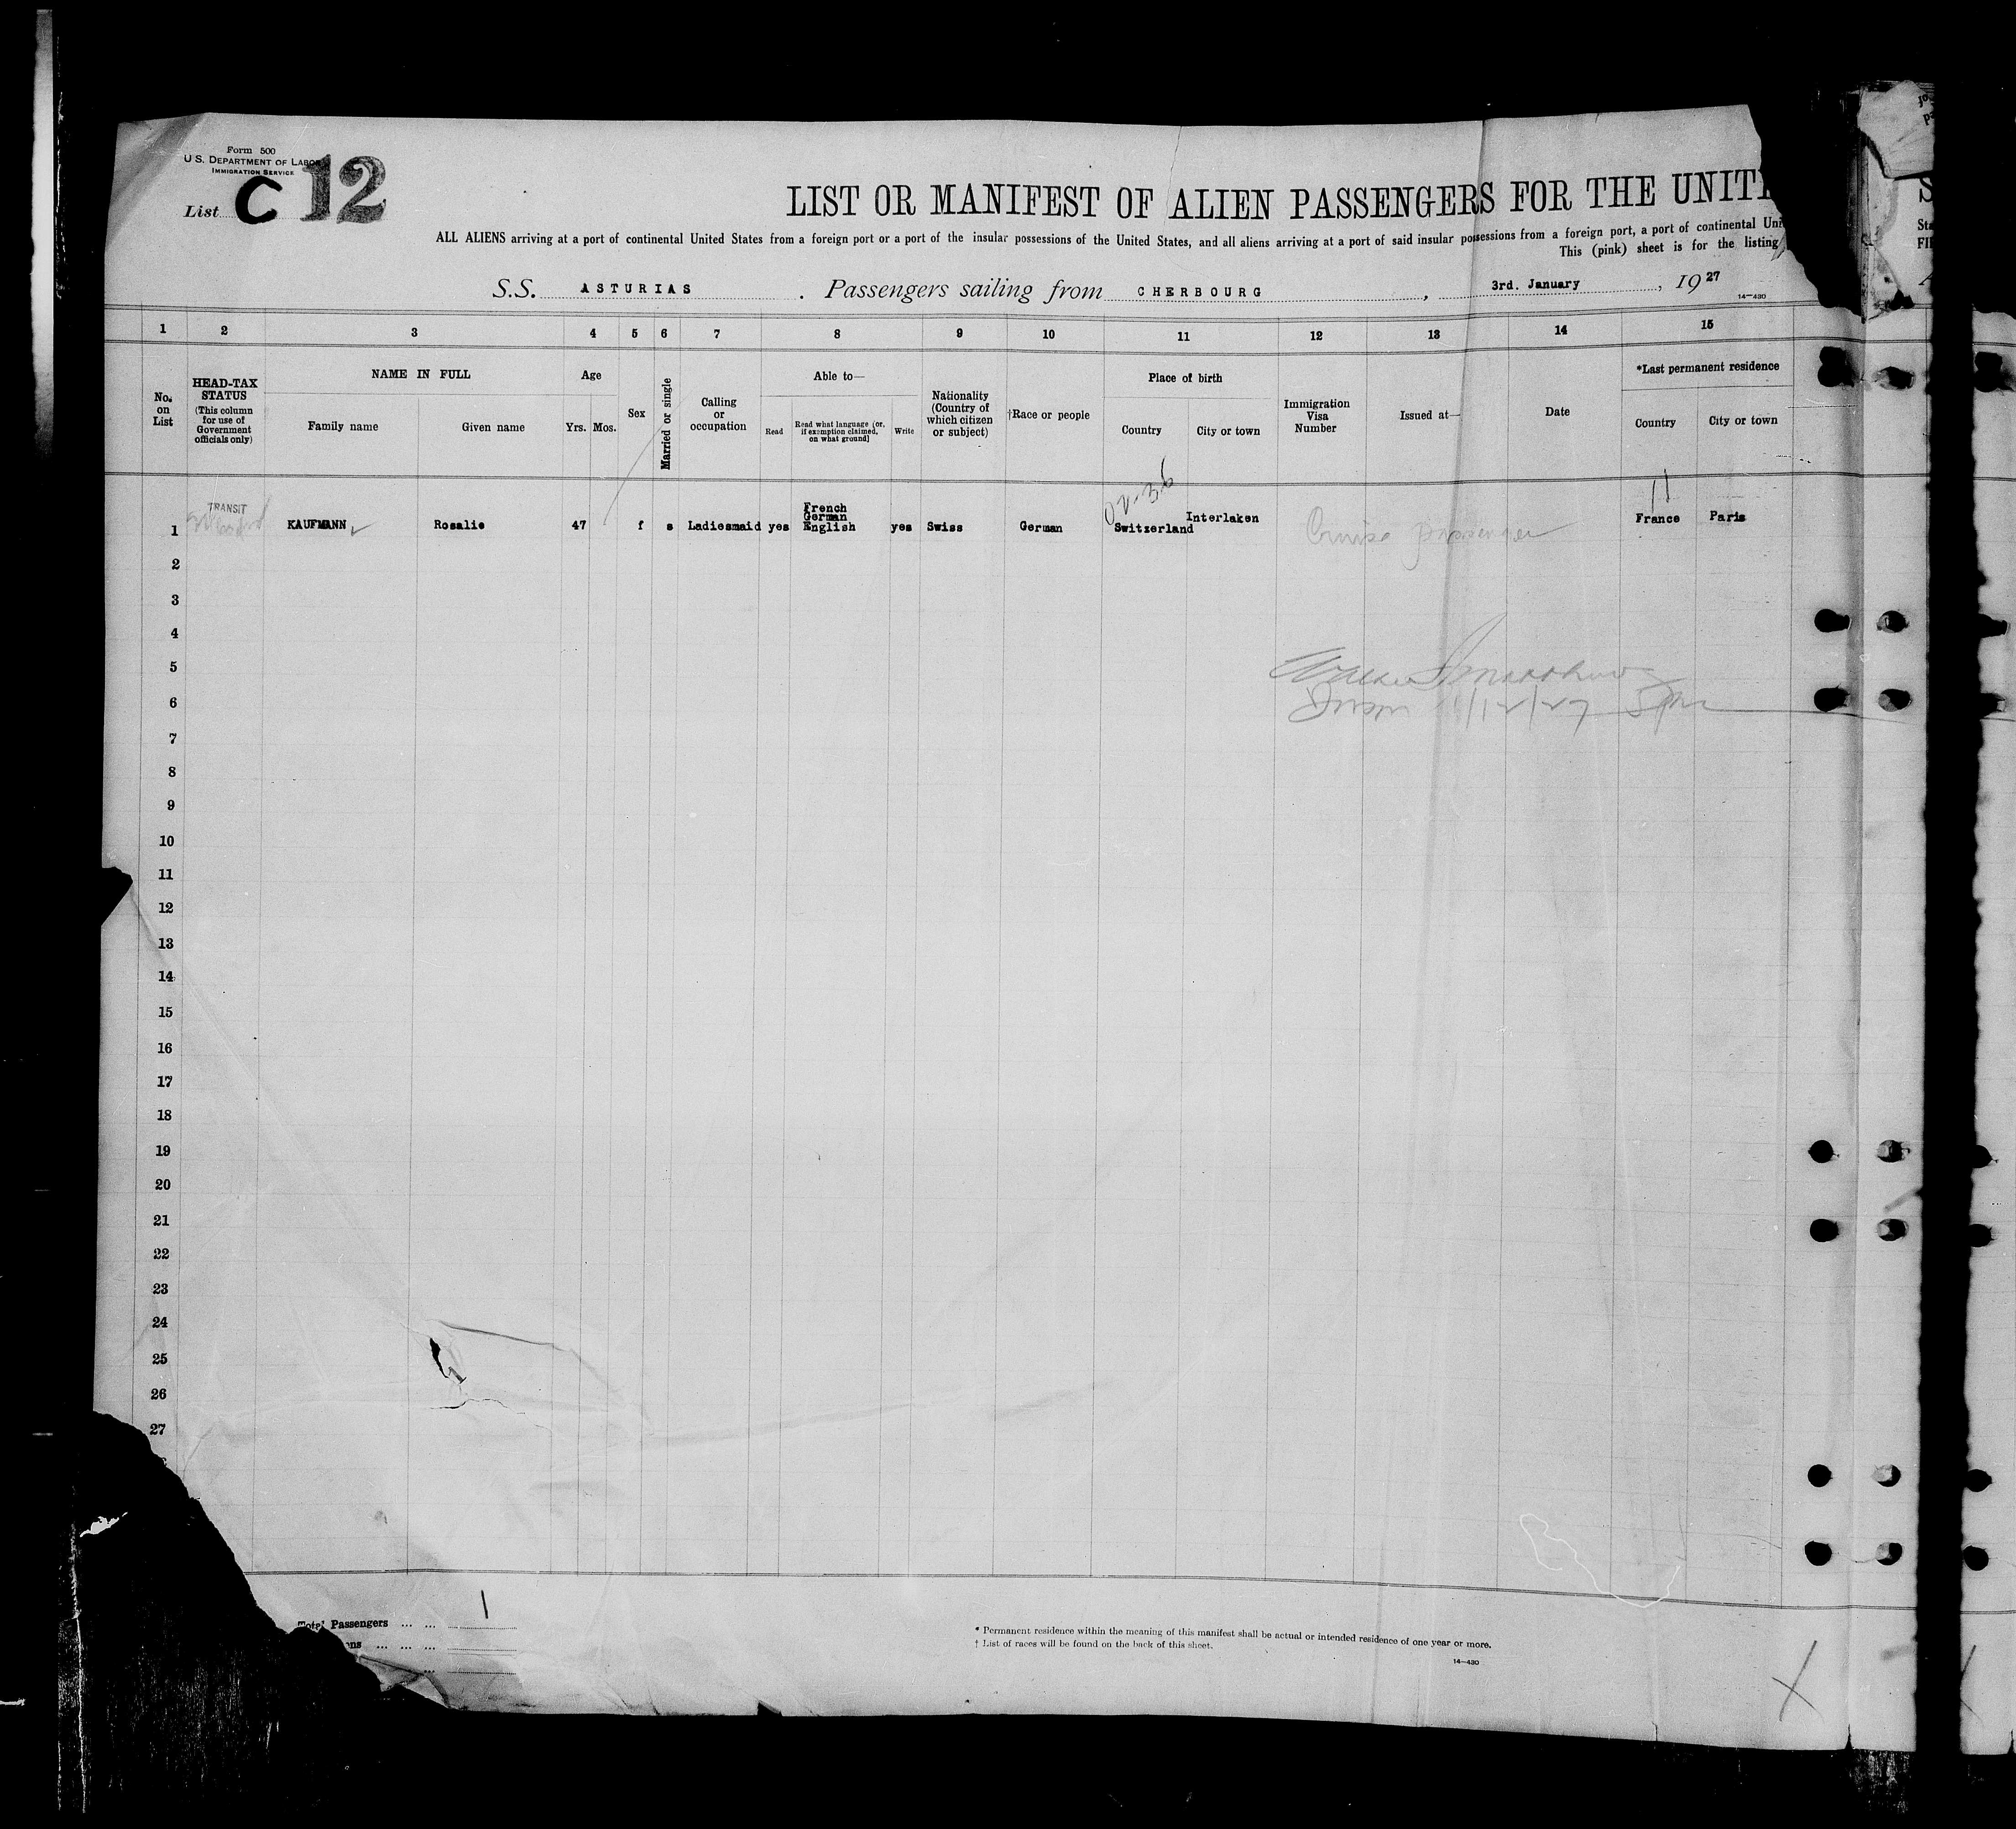 Form 500
U.S. DEPARTMENT OF LABOR
IMMIGRATION SERVICE
List C 12
LIST OR MANIFEST OF ALIEN PASSENGERS FOR THE UNITE
ALL ALIENS arriving at a port of continental United States from a foreign port or a port of the insular possessions of the United States, and all aliens arriving at a port of said insular possessions from a foreign port, a port of continental Uni
This (pink) sheet is for the listing
S.S. ASTURIAS . Passengers sailing from CHERBOURG , 3rd. January , 19 27
14—430
1 2 3 4 5 6 7 8 9 10 11 12 13 14 15
No. on List
HEAD-TAX STATUS
(This column for use of Government officials only)
NAME IN FULL
Family name Given name
Age
Yrs. Mos.
Sex
Married or single
Calling or occupation
Able to—
Read
Read what language [or, if exemption claimed, on what ground]
Write
Nationality (Country of which citizen or subject)
†Race or people
Place of birth
Country City or town
Immigration Visa Number
Issued at—
Date
*Last permanent residence
Country City or town
02-36
11
TRANSIT
1 KAUFMANN Rosalie 47 f s Ladiesmaid yes French German English yes Swiss German Switzerland Interlaken Cruise passenger France Paris
2
3
4
5
6 1/12/27
7
8
9
10
11
12
13
14
15
16
17
18
19
20
21
22
23
24
25
26
27
Total Passengers ... ... 1
ons ... ... ...
...
* Permanent residence within the meaning of this manifest shall be actual or intended residence of one year or more.
† List of races will be found on the back of this sheet.
14—430
X